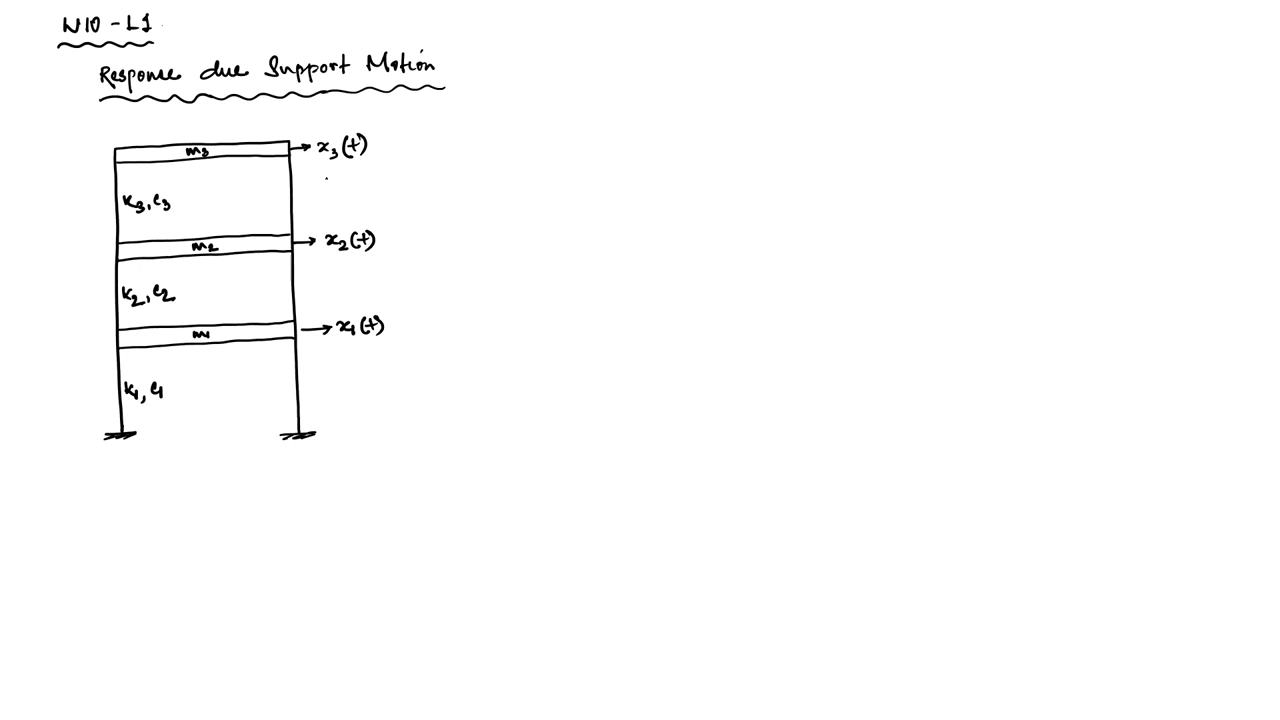 W10 - L1
Response due Support Motion
m3
x3(t)
k3, c3
m2
x2(t)
k2, c2
m1
x1(t)
k1, c1